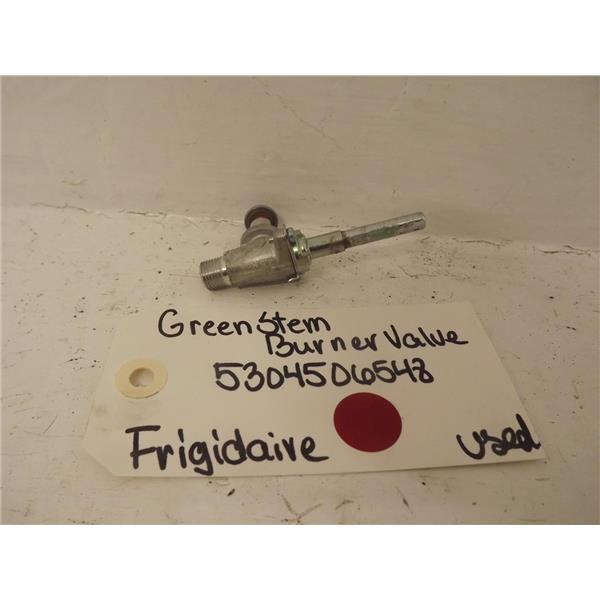 Green Stem
Burner Valve
5304506548
Frigidaire
used